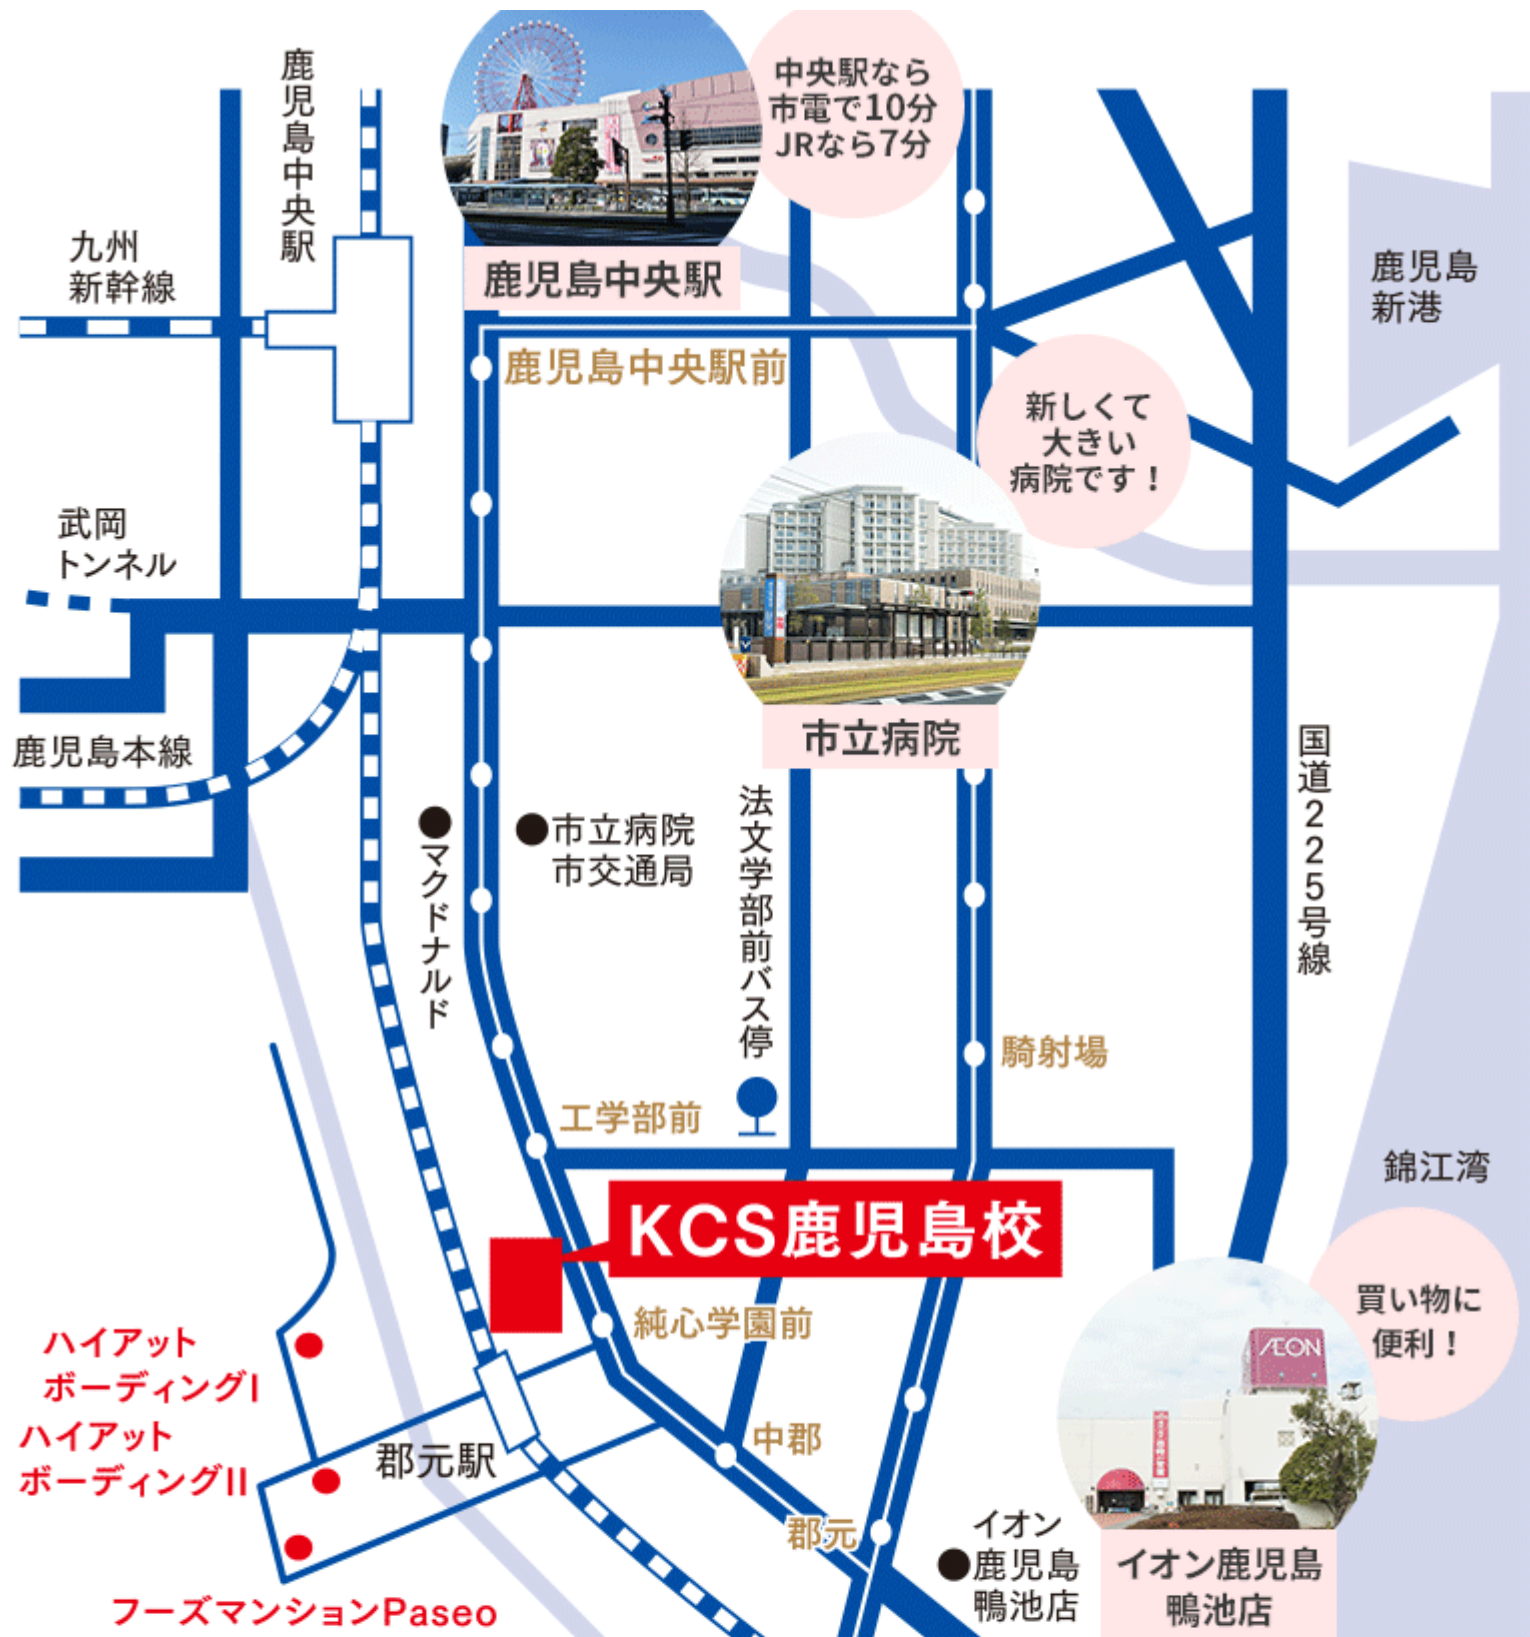 鹿児島中央駅
中央駅なら
市電で10分
JRなら7分
九州
新幹線
鹿児島中央駅
鹿児島
新港
鹿児島中央駅前
新しくて
大きい
病院です！
武岡
トンネル
市立病院
鹿児島本線
国道225号線
マクドナルド
市立病院
市交通局
法文学部前バス停
騎射場
工学部前
錦江湾
KCS鹿児島校
純心学園前
買い物に
便利！
ÆON
ハイアット
ボーディングI
ハイアット
ボーディングII
郡元駅
中郡
郡元
イオン
鹿児島
鴨池店
イオン鹿児島
鴨池店
フーズマンションPaseo